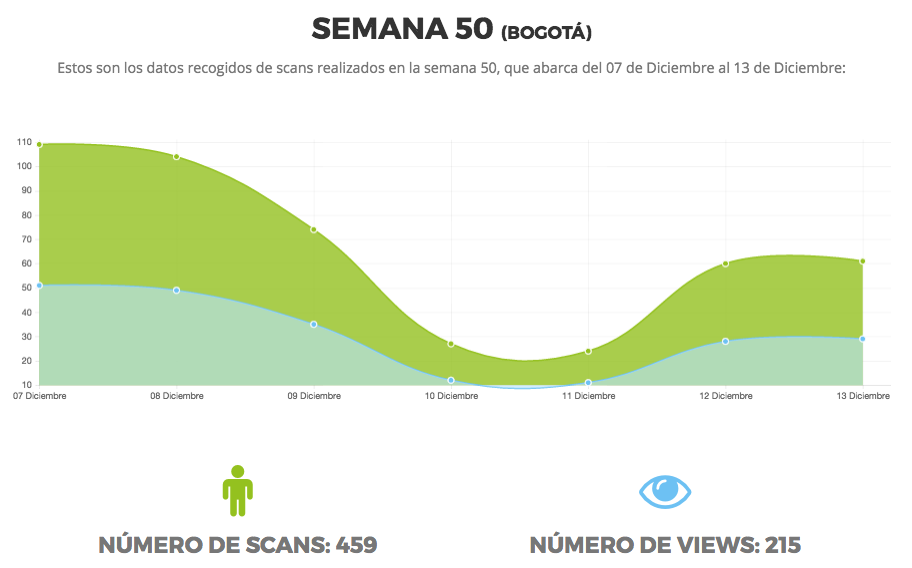 SEMANA 50 (BOGOTÁ)
Estos son los datos recogidos de scans realizados en la semana 50, que abarca del 07 de Diciembre al 13 de Diciembre:
110
100
90
80
70
60
50
40
30
20
10
07 Diciembre 08 Diciembre 09 Diciembre 10 Diciembre 11 Diciembre 12 Diciembre 13 Diciembre
NÚMERO DE SCANS: 459 NÚMERO DE VIEWS: 215